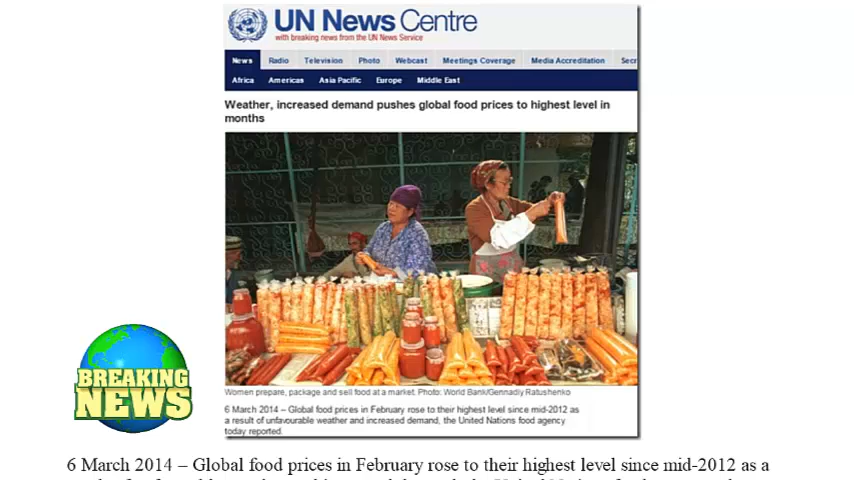 UN News Centre
with breaking news from the UN News Service
News Radio Television Photo Webcast Meetings Coverage Media Accreditation Secr
Africa Americas Asia Pacific Europe Middle East
Weather, increased demand pushes global food prices to highest level in
months
Women prepare, package and sell food at a market. Photo: World Bank/Gennadiy Ratushenko
6 March 2014 – Global food prices in February rose to their highest level since mid-2012 as
a result of unfavourable weather and increased demand, the United Nations food agency
today reported.
BREAKING
NEWS
6 March 2014 – Global food prices in February rose to their highest level since mid-2012 as a